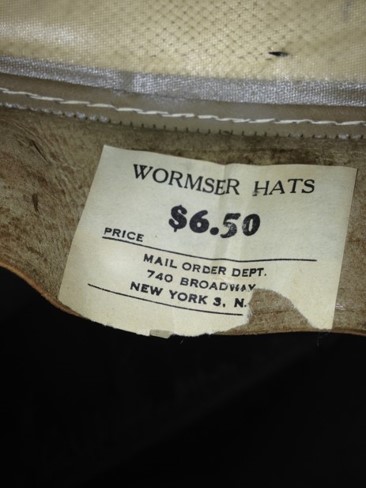 WORMSER HATS
$6.50
PRICE
MAIL ORDER DEPT.
740 BROADWAY
NEW YORK 3, N.